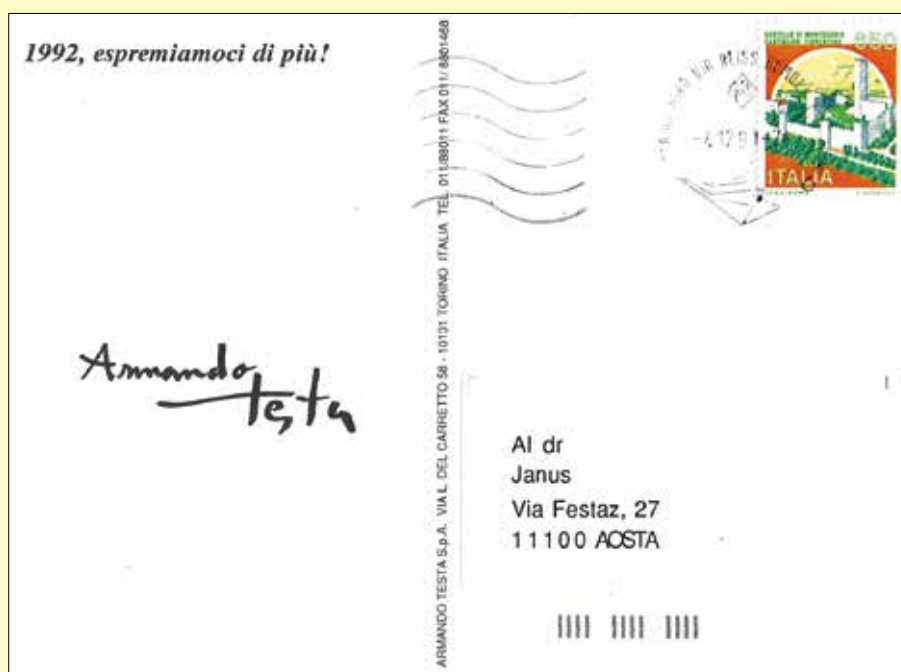 1992, espremiamoci di più!
Armando
Testa
ARMANDO TESTA S.p.A. VIA L. DEL CARRETTO 58 - 10131 TORINO ITALIA TEL. 011/88011 FAX 011/8801468
850
ITALIA
Al dr
Janus
Via Festaz, 27
11100 AOSTA